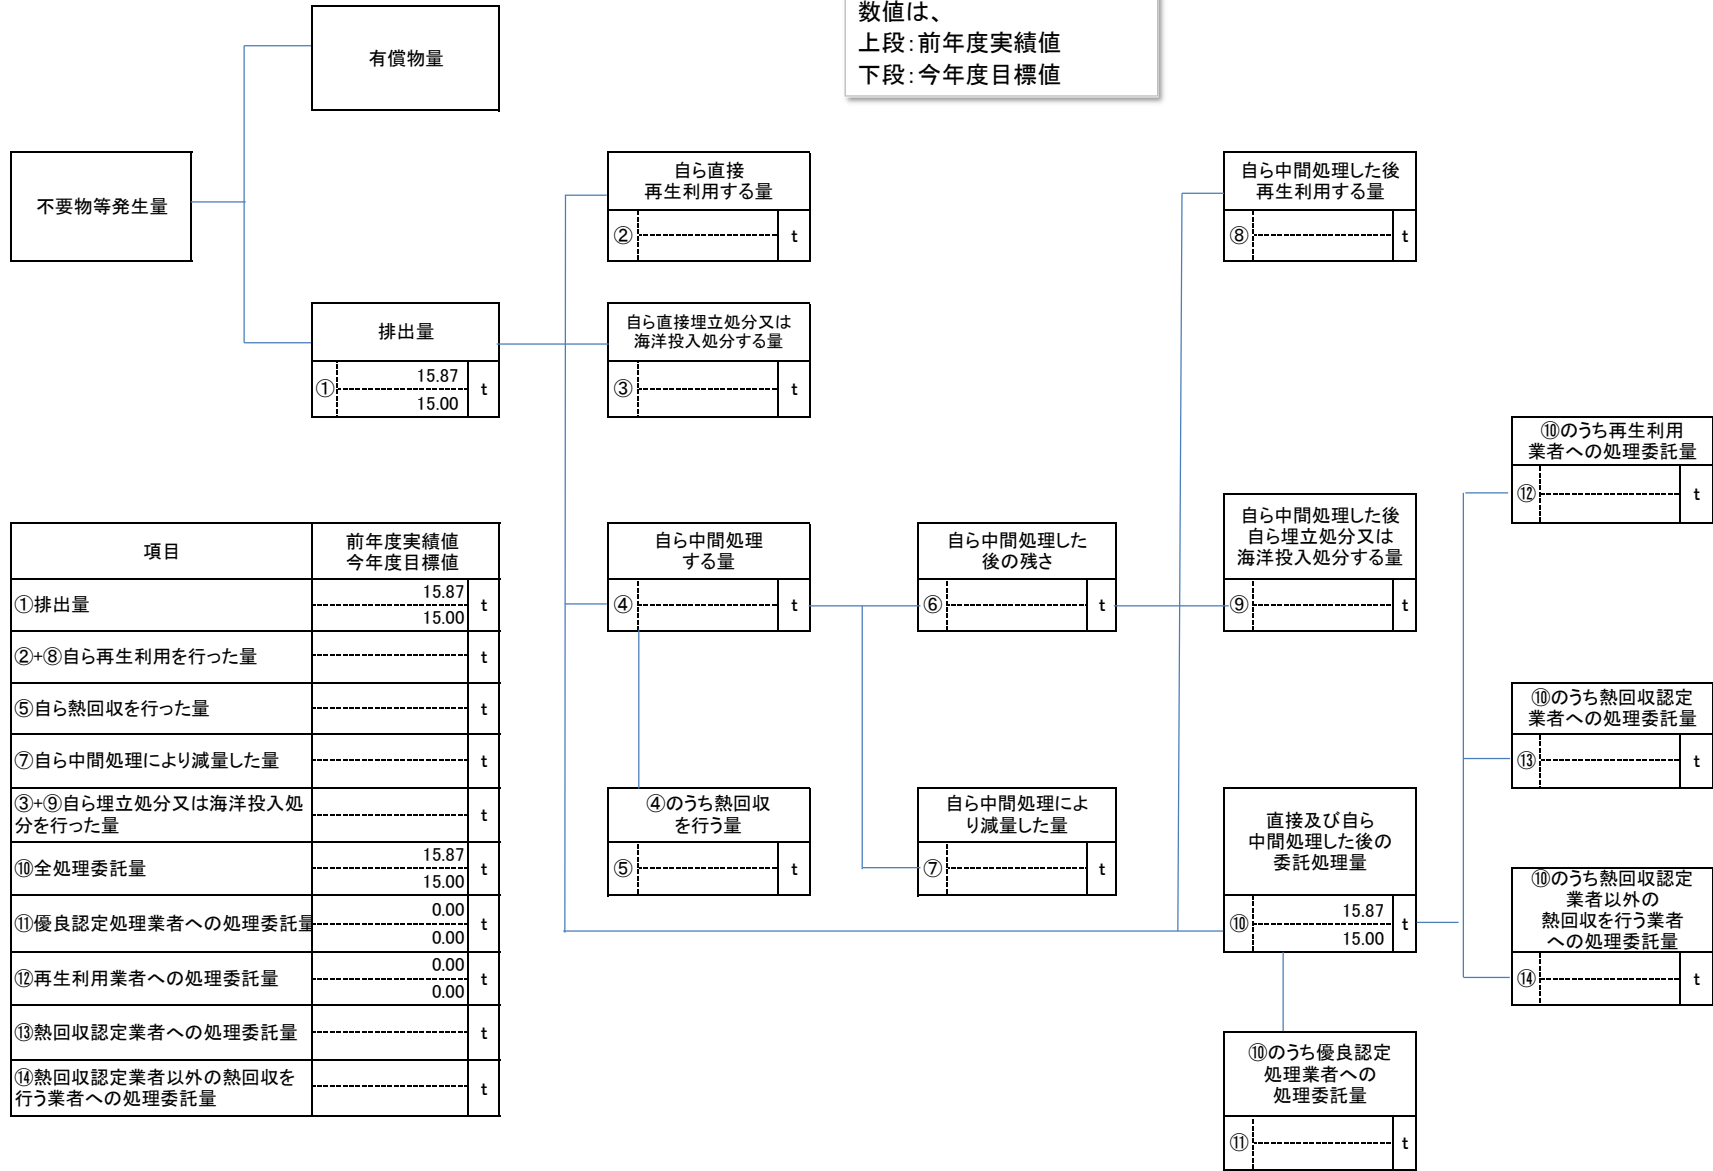 数値は、
上段：前年度実績値
下段：今年度目標値
有償物量
不要物等発生量
自ら直接
再生利用する量
② t
自ら中間処理した後
再生利用する量
⑧ t
排出量
① 15.87 t
15.00
自ら直接埋立処分又は
海洋投入処分する量
③ t
⑩のうち再生利用
業者への処理委託量
⑫ t
自ら中間処理
する量
④ t
自ら中間処理した
後の残さ
⑥ t
自ら中間処理した後
自ら埋立処分又は
海洋投入処分する量
⑨ t
⑩のうち熱回収認定
業者への処理委託量
⑬ t
④のうち熱回収
を行う量
⑤ t
自ら中間処理によ
り減量した量
⑦ t
直接及び自ら
中間処理した後の
委託処理量
⑩ 15.87 t
15.00
⑩のうち熱回収認定
業者以外の
熱回収を行う業者
への処理委託量
⑭ t
⑩のうち優良認定
処理業者への
処理委託量
⑪ t
項目 前年度実績値
今年度目標値
①排出量 15.87 t
15.00
②+⑧自ら再生利用を行った量 t
⑤自ら熱回収を行った量 t
⑦自ら中間処理により減量した量 t
③+⑨自ら埋立処分又は海洋投入処
分を行った量 t
⑩全処理委託量 15.87 t
15.00
⑪優良認定処理業者への処理委託量 0.00 t
0.00
⑫再生利用業者への処理委託量 0.00 t
0.00
⑬熱回収認定業者への処理委託量 t
⑭熱回収認定業者以外の熱回収を
行う業者への処理委託量 t